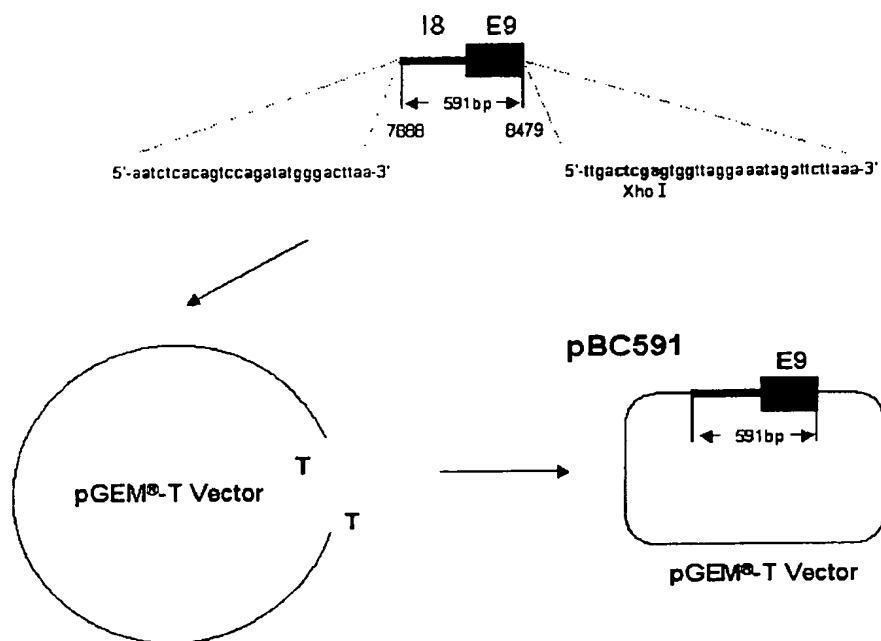 I8 E9
591bp
7888 8479
5'-aatctcacagtccagatatgggacttaa-3' 5'-ttgactcgagtggttaggaaatagattcttaaa-3'
Xho I
pBC591
E9
591bp
T
pGEM®-T Vector
T
pGEM®-T Vector